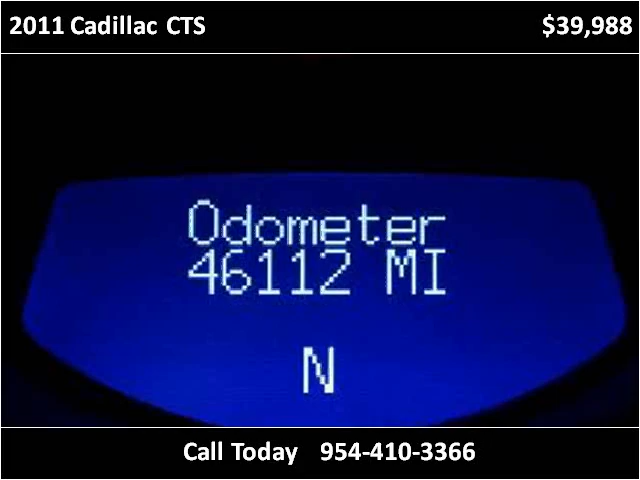 2011 Cadillac CTS $39,988
Odometer
46112 MI
N
Call Today 954-410-3366